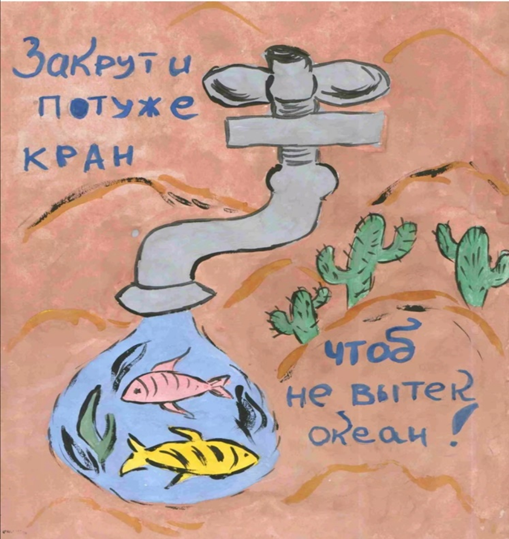 Закрути
потуже
кран
чтоб
не вытек
океан!